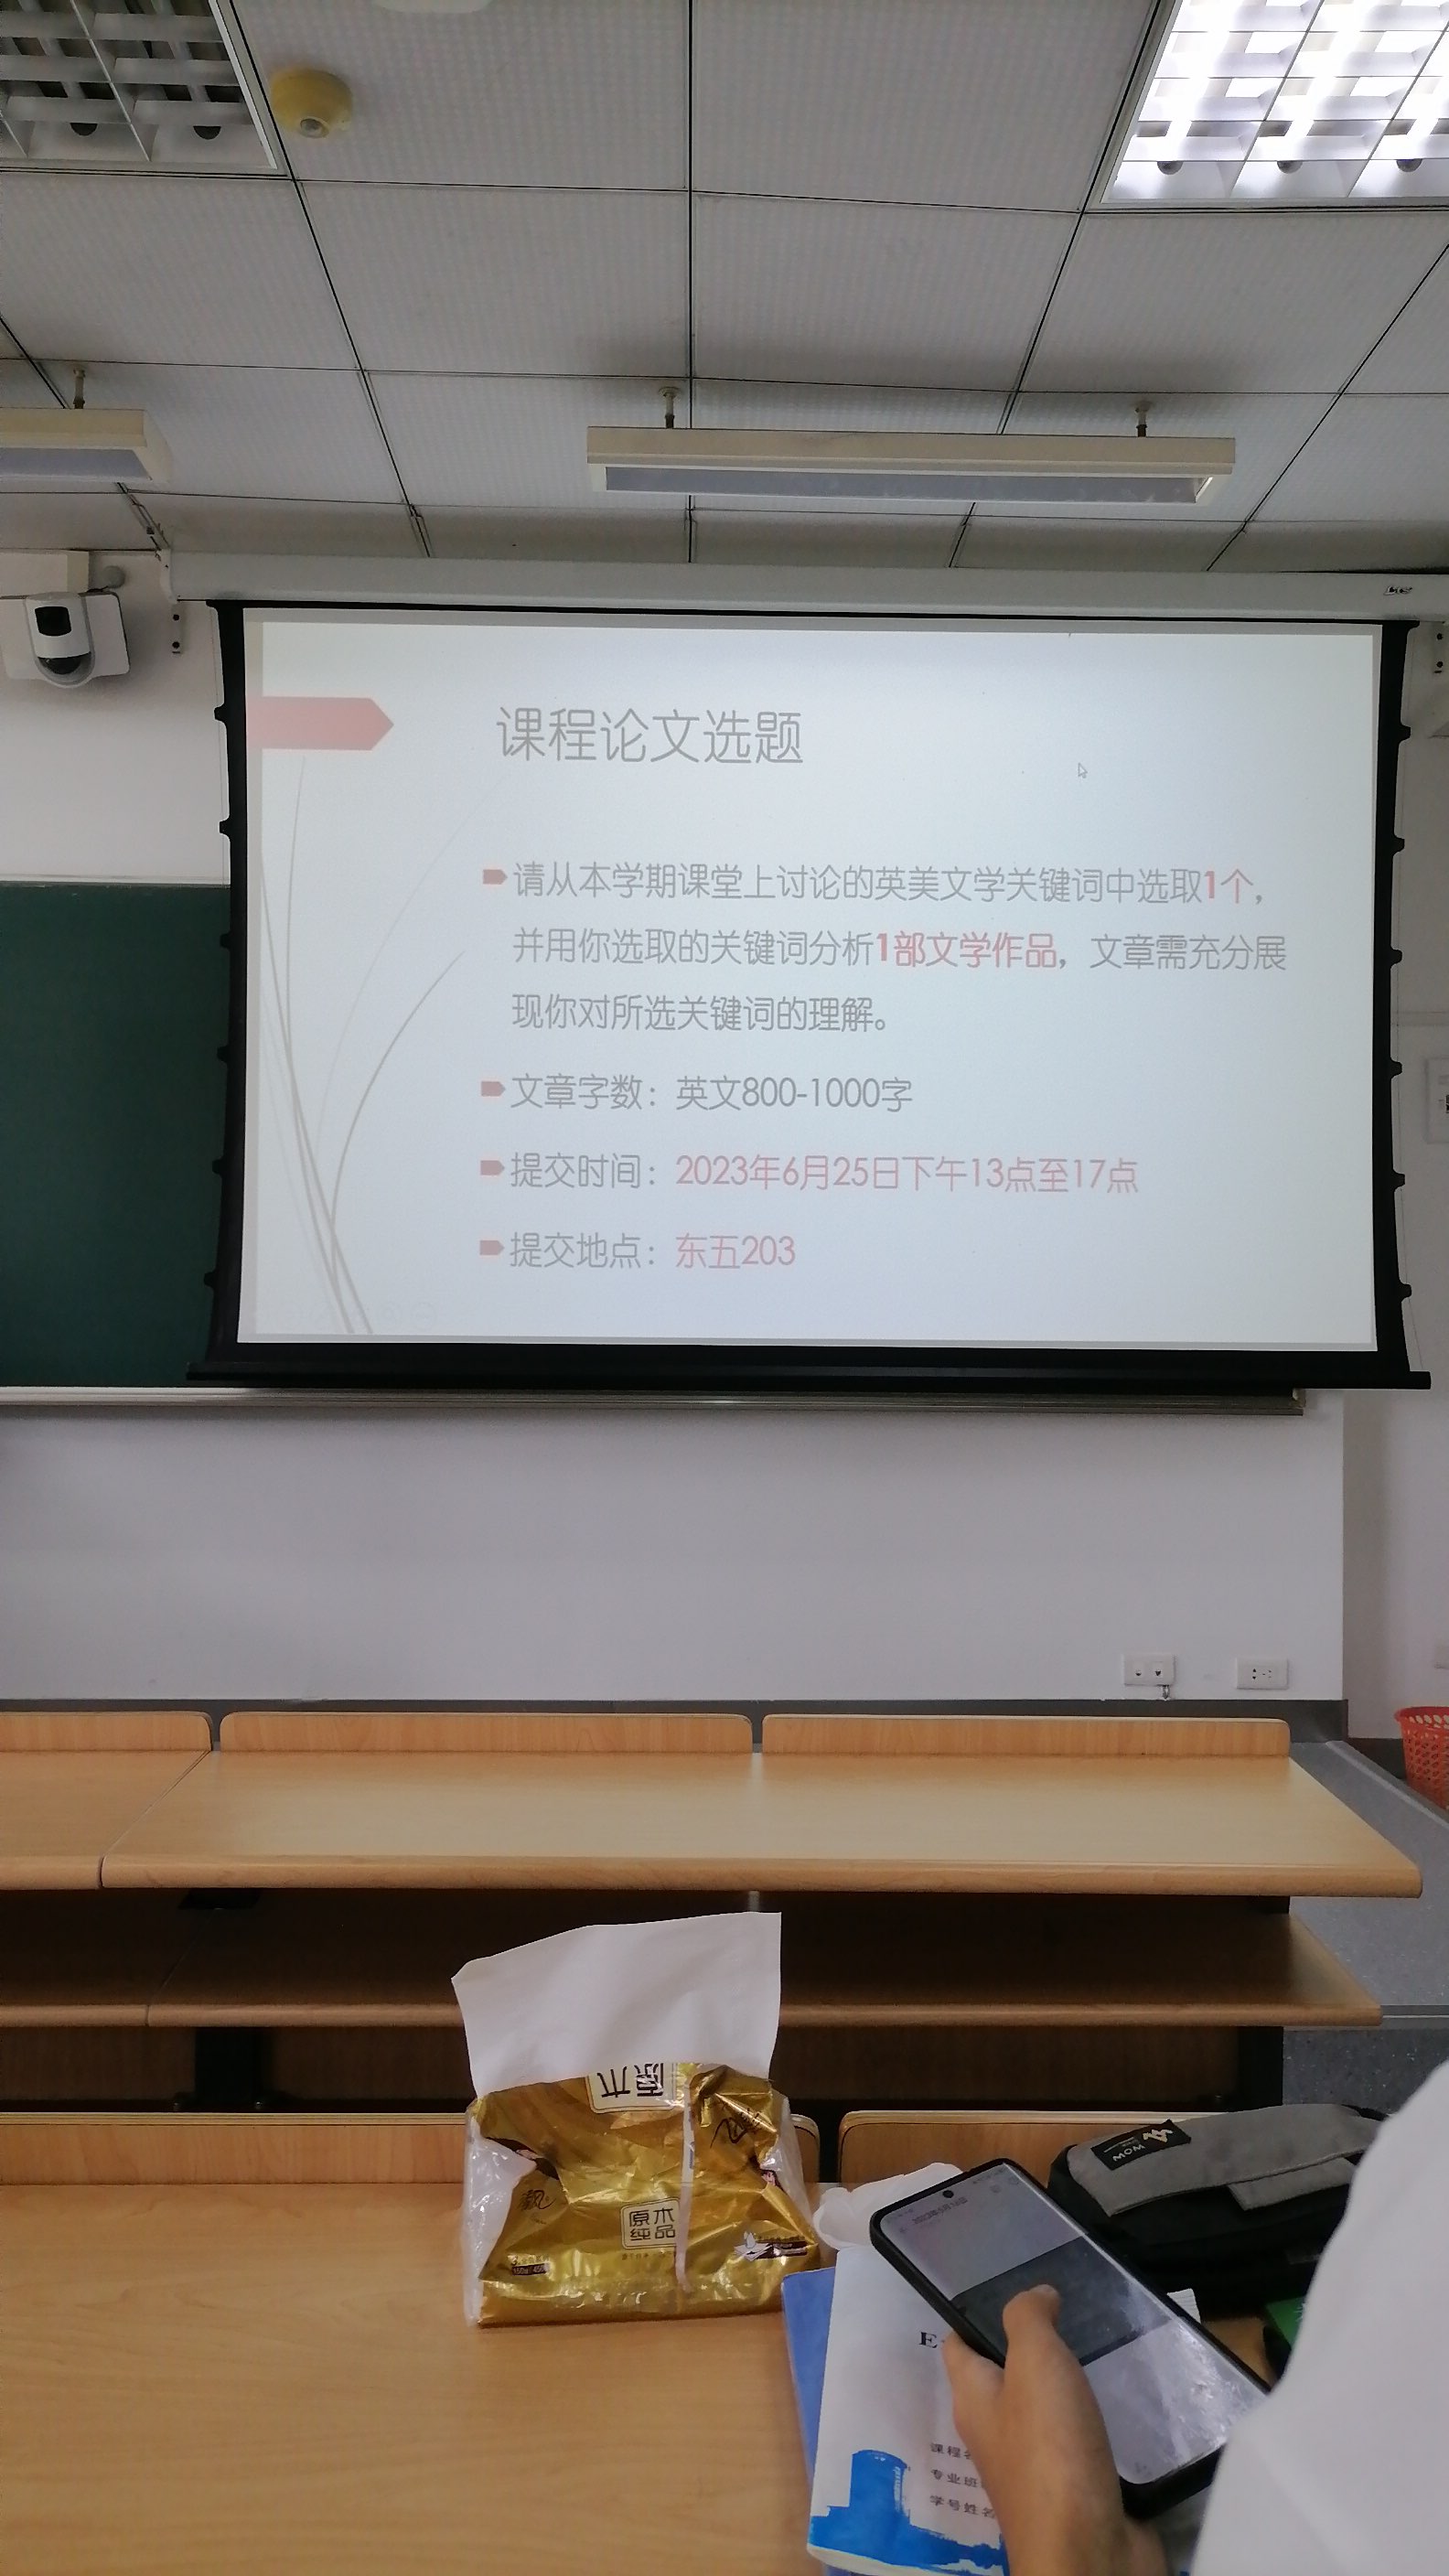 课程论文选题
请从本学期课堂上讨论的英美文学关键词中选取1个，
并用你选取的关键词分析1部文学作品，文章需充分展
现你对所选关键词的理解。
文章字数：英文800-1000字
提交时间：2023年6月25日下午13点至17点
提交地点：东五203
原木
原木
纯品
WOW
课程
专业班
学号姓名